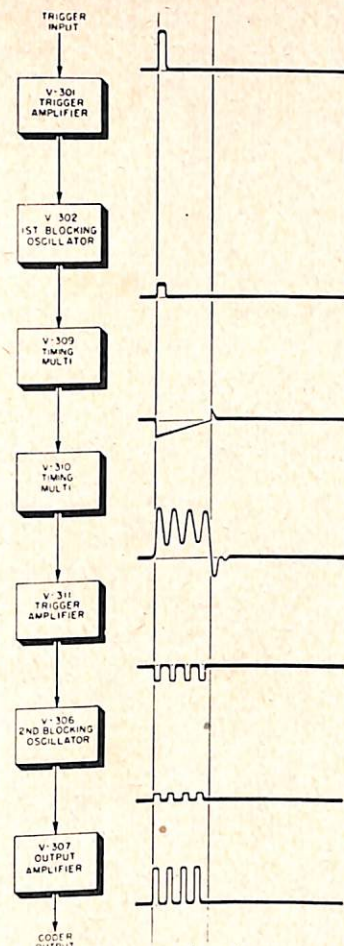 TRIGGER
INPUT
V-301
TRIGGER
AMPLIFIER
V 302
1ST BLOCKING
OSCILLATOR
V-309
TIMING
MULTI
V-310
TIMING
MULTI
V-311
TRIGGER
AMPLIFIER
V-306
2ND BLOCKING
OSCILLATOR
V-307
OUTPUT
AMPLIFIER
CODER
OUTPUT